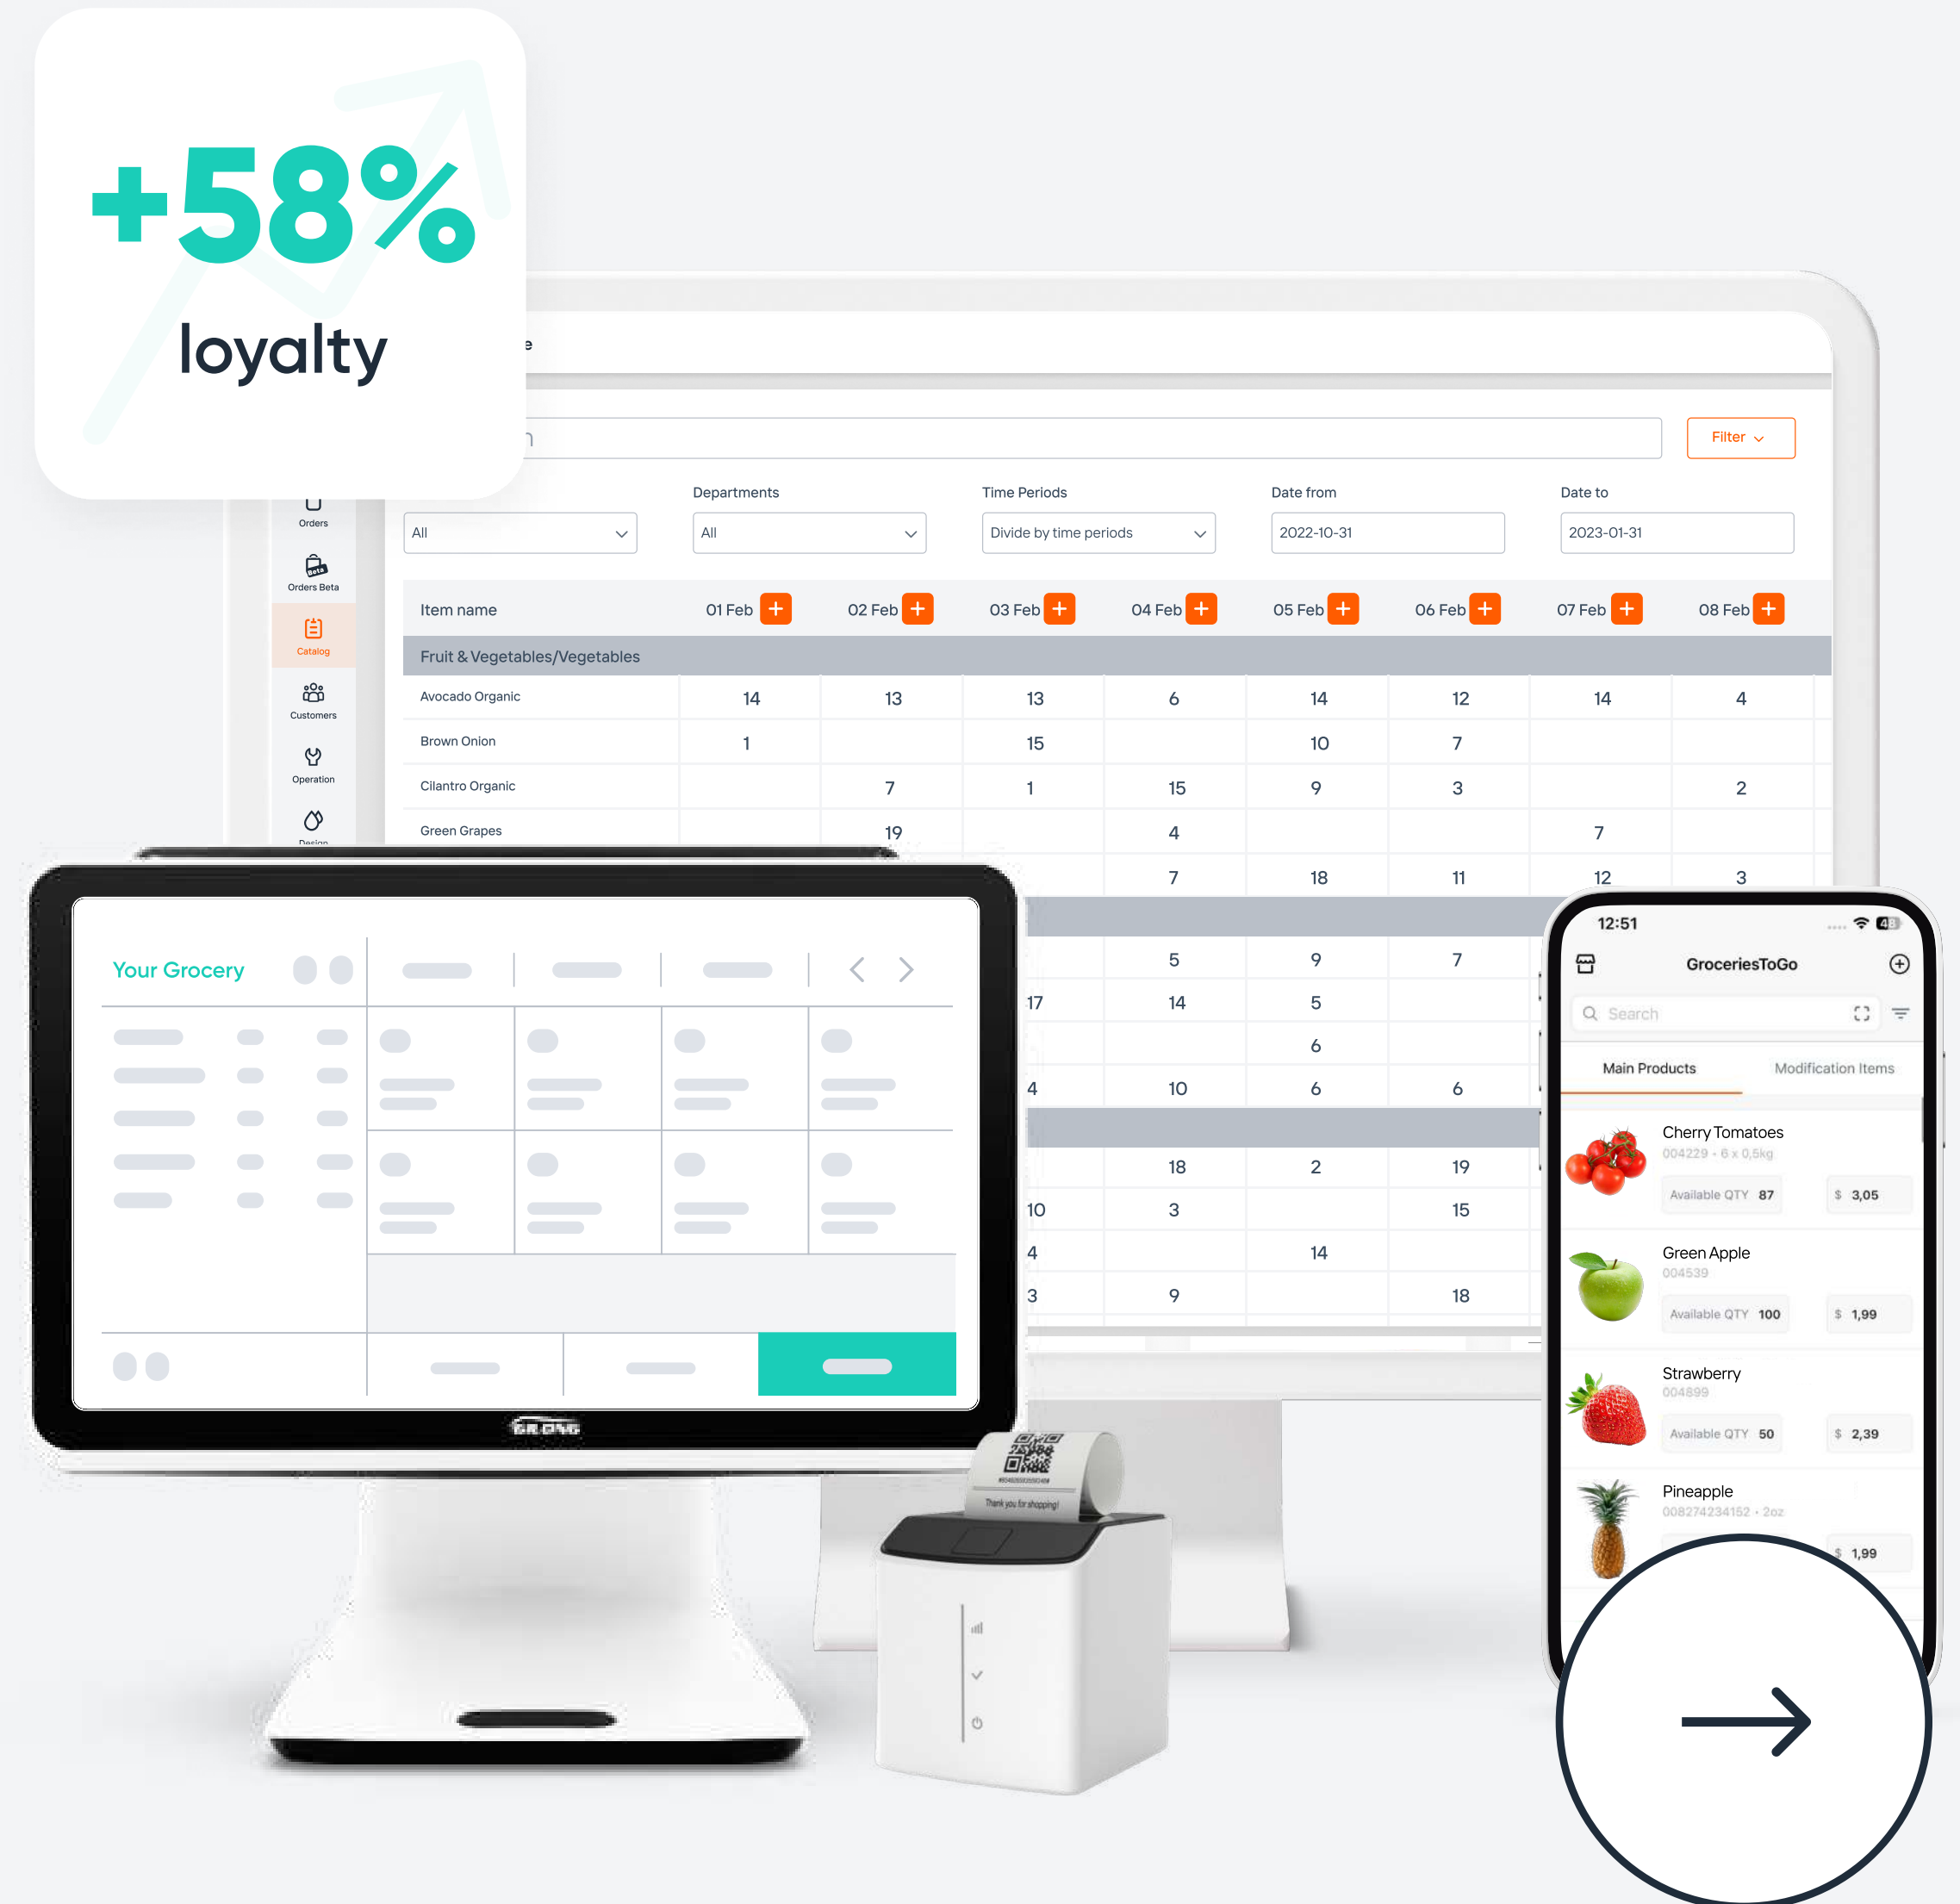 +58%
loyalty
e
n
Filter
Departments
Time Periods
Date from
Date to
All
All
Divide by time periods
2022-10-31
2023-01-31
Orders
Beta
Orders Beta
Catalog
Customers
Operation
Design
Item name 01 Feb + 02 Feb + 03 Feb + 04 Feb + 05 Feb + 06 Feb + 07 Feb + 08 Feb +
Fruit & Vegetables/Vegetables
Avocado Organic 14 13 13 6 14 12 14 4
Brown Onion 1 15 10 7
Cilantro Organic 7 1 15 9 3 2
Green Grapes 19 4 7
7 18 11 12 3
5 9 7
17 14 5
6
4 10 6 6
18 2 19
10 3 15
4 14
3 9 18
Your Grocery
Thank you for shopping!
12:51
48
GroceriesToGo
Search
Main Products Modification Items
Cherry Tomatoes
004229 • 6 x 0,5kg
Available QTY 87 $ 3,05
Green Apple
004539
Available QTY 100 $ 1,99
Strawberry
004899
Available QTY 50 $ 2,39
Pineapple
008274234152 • 2oz
$ 1,99